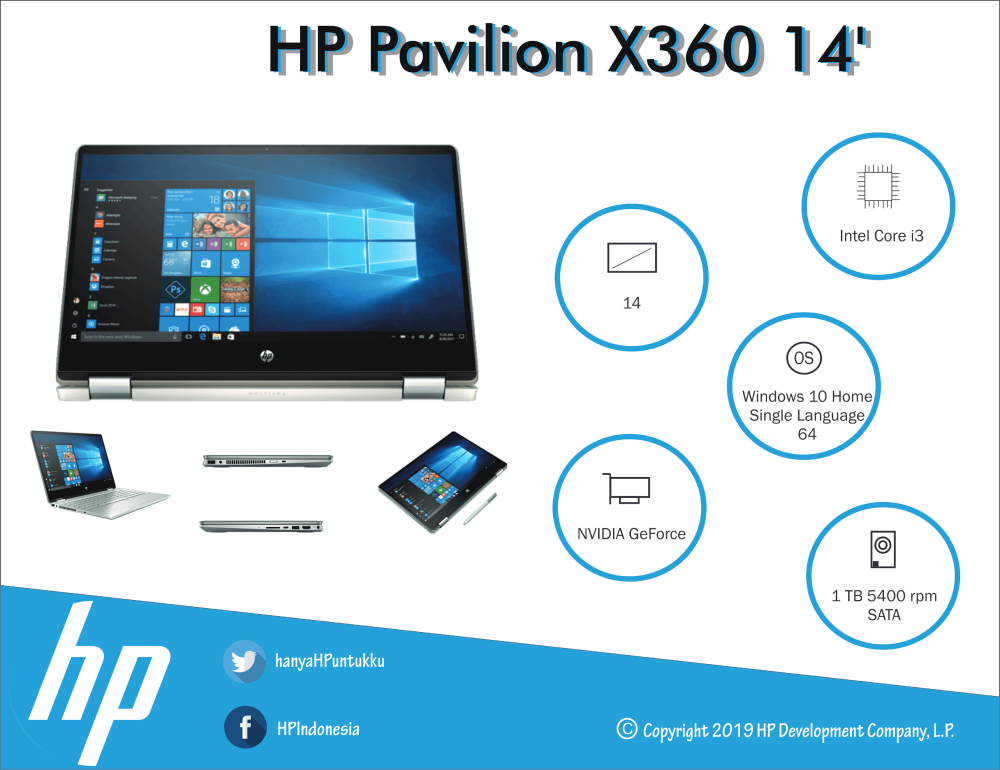 HP Pavilion X360 14'
Intel Core i3
14
OS
Windows 10 Home
Single Language
64
NVIDIA GeForce
1 TB 5400 rpm
SATA
hp
hanyaHPuntukku
HPIndonesia
© Copyright 2019 HP Development Company, L.P.